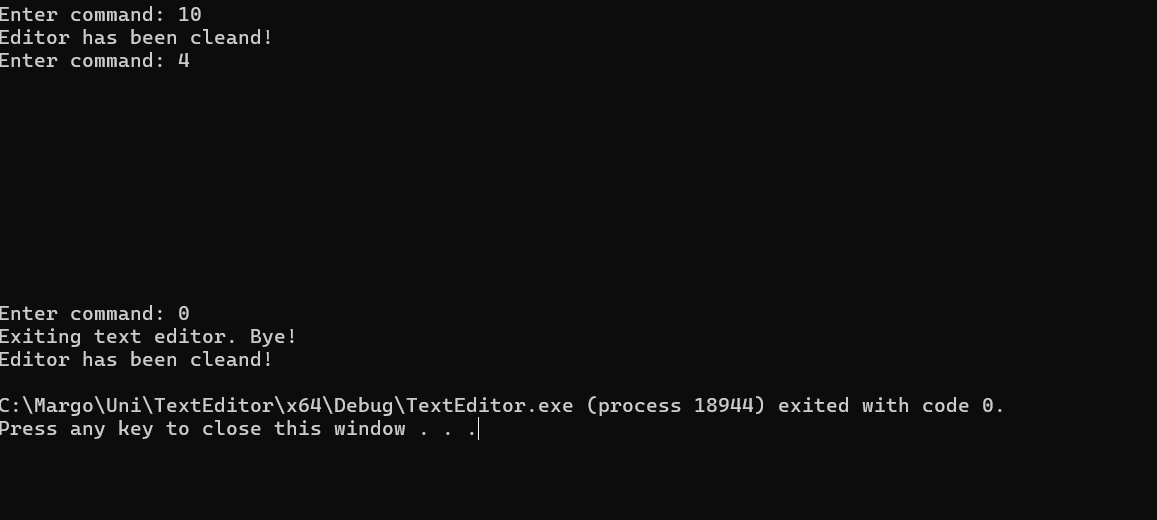 Enter command: 10
Editor has been cleand!
Enter command: 4
Enter command: 0
Exiting text editor. Bye!
Editor has been cleand!
C:\Margo\Uni\TextEditor\x64\Debug\TextEditor.exe (process 18944) exited with code 0.
Press any key to close this window . . .